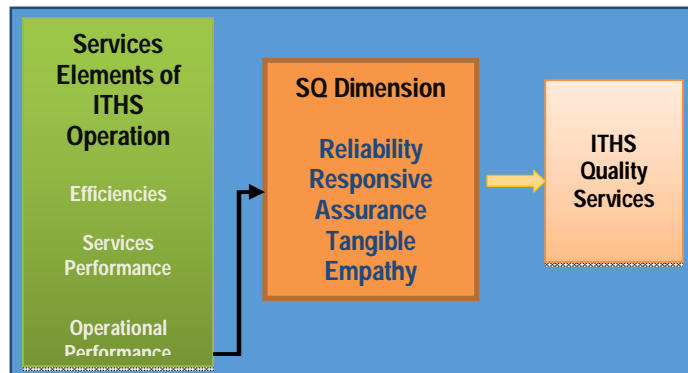 Services
Elements of
ITHS
Operation
Efficiencies
Services
Performance
Operational
Performance
SQ Dimension
Reliability
Responsive
Assurance
Tangible
Empathy
ITHS
Quality
Services